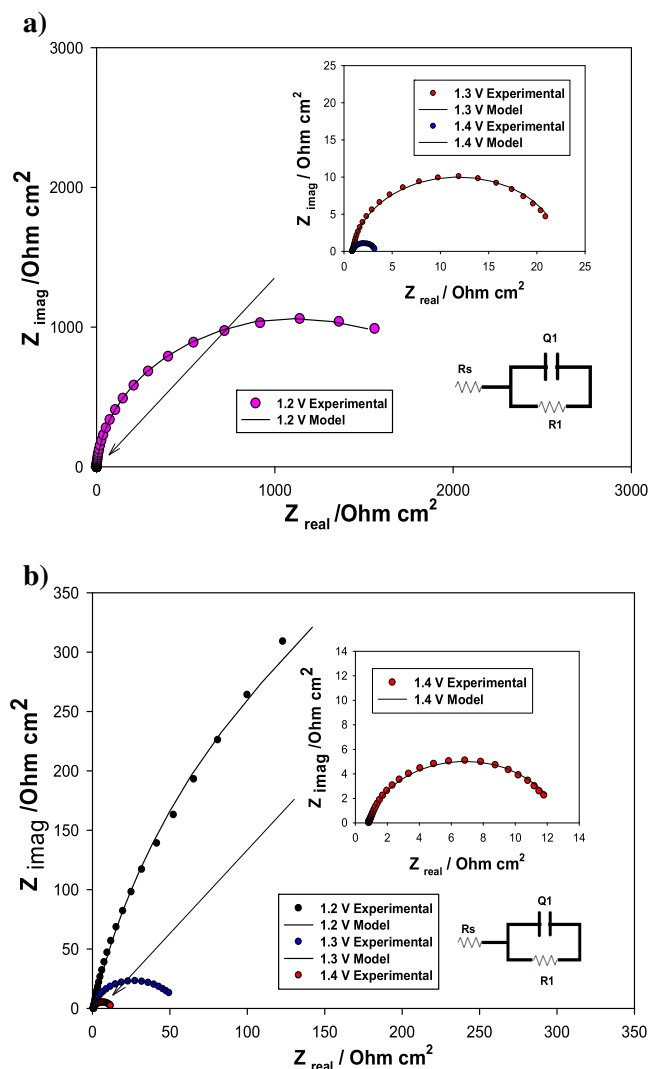 a)
3000
2000
1000
0
Z imag /Ohm cm2
0
1000
2000
3000
Z real /Ohm cm2
25
20
15
10
5
0
Z imag / Ohm cm2
0
5
10
15
20
25
Z real / Ohm cm2
1.3 V Experimental
1.3 V Model
1.4 V Experimental
1.4 V Model
1.2 V Experimental
1.2 V Model
Rs
Q1
R1
b)
350
300
250
200
150
100
50
0
Z imag /Ohm cm2
0
50
100
150
200
250
300
350
Z real / Ohm cm2
14
12
10
8
6
4
2
0
Z imag /Ohm cm2
0
2
4
6
8
10
12
14
Z real / Ohm cm2
1.4 V Experimental
1.4 V Model
1.2 V Experimental
1.2 V Model
1.3 V Experimental
1.3 V Model
1.4 V Experimental
Rs
Q1
R1